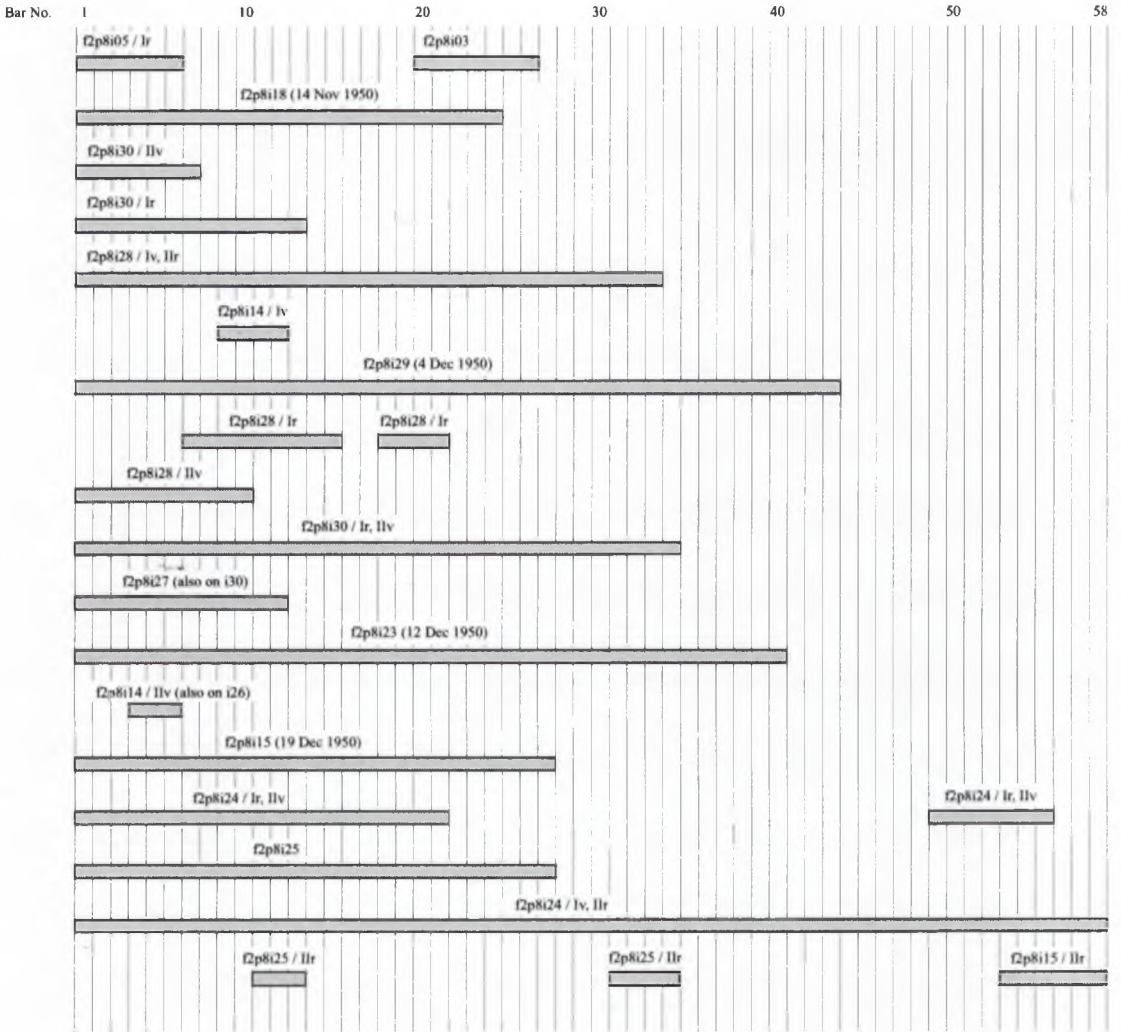 Bar No. 1 10 20 30 40 50 58
f2p8i05 / Ir f2p8i03
f2p8i18 (14 Nov 1950)
f2p8i30 / IIv
f2p8i30 / Ir
f2p8i28 / Iv, IIr
f2p8i14 / Iv
f2p8i29 (4 Dec 1950)
f2p8i28 / Ir f2p8i28 / Ir
f2p8i28 / IIv
f2p8i30 / Ir, IIv
f2p8i27 (also on i30)
f2p8i23 (12 Dec 1950)
f2p8i14 / IIv (also on i26)
f2p8i15 (19 Dec 1950)
f2p8i24 / Ir, IIv f2p8i24 / Ir, IIv
f2p8i25
f2p8i24 / Iv, IIr
f2p8i25 / IIr f2p8i25 / IIr f2p8i15 / IIr